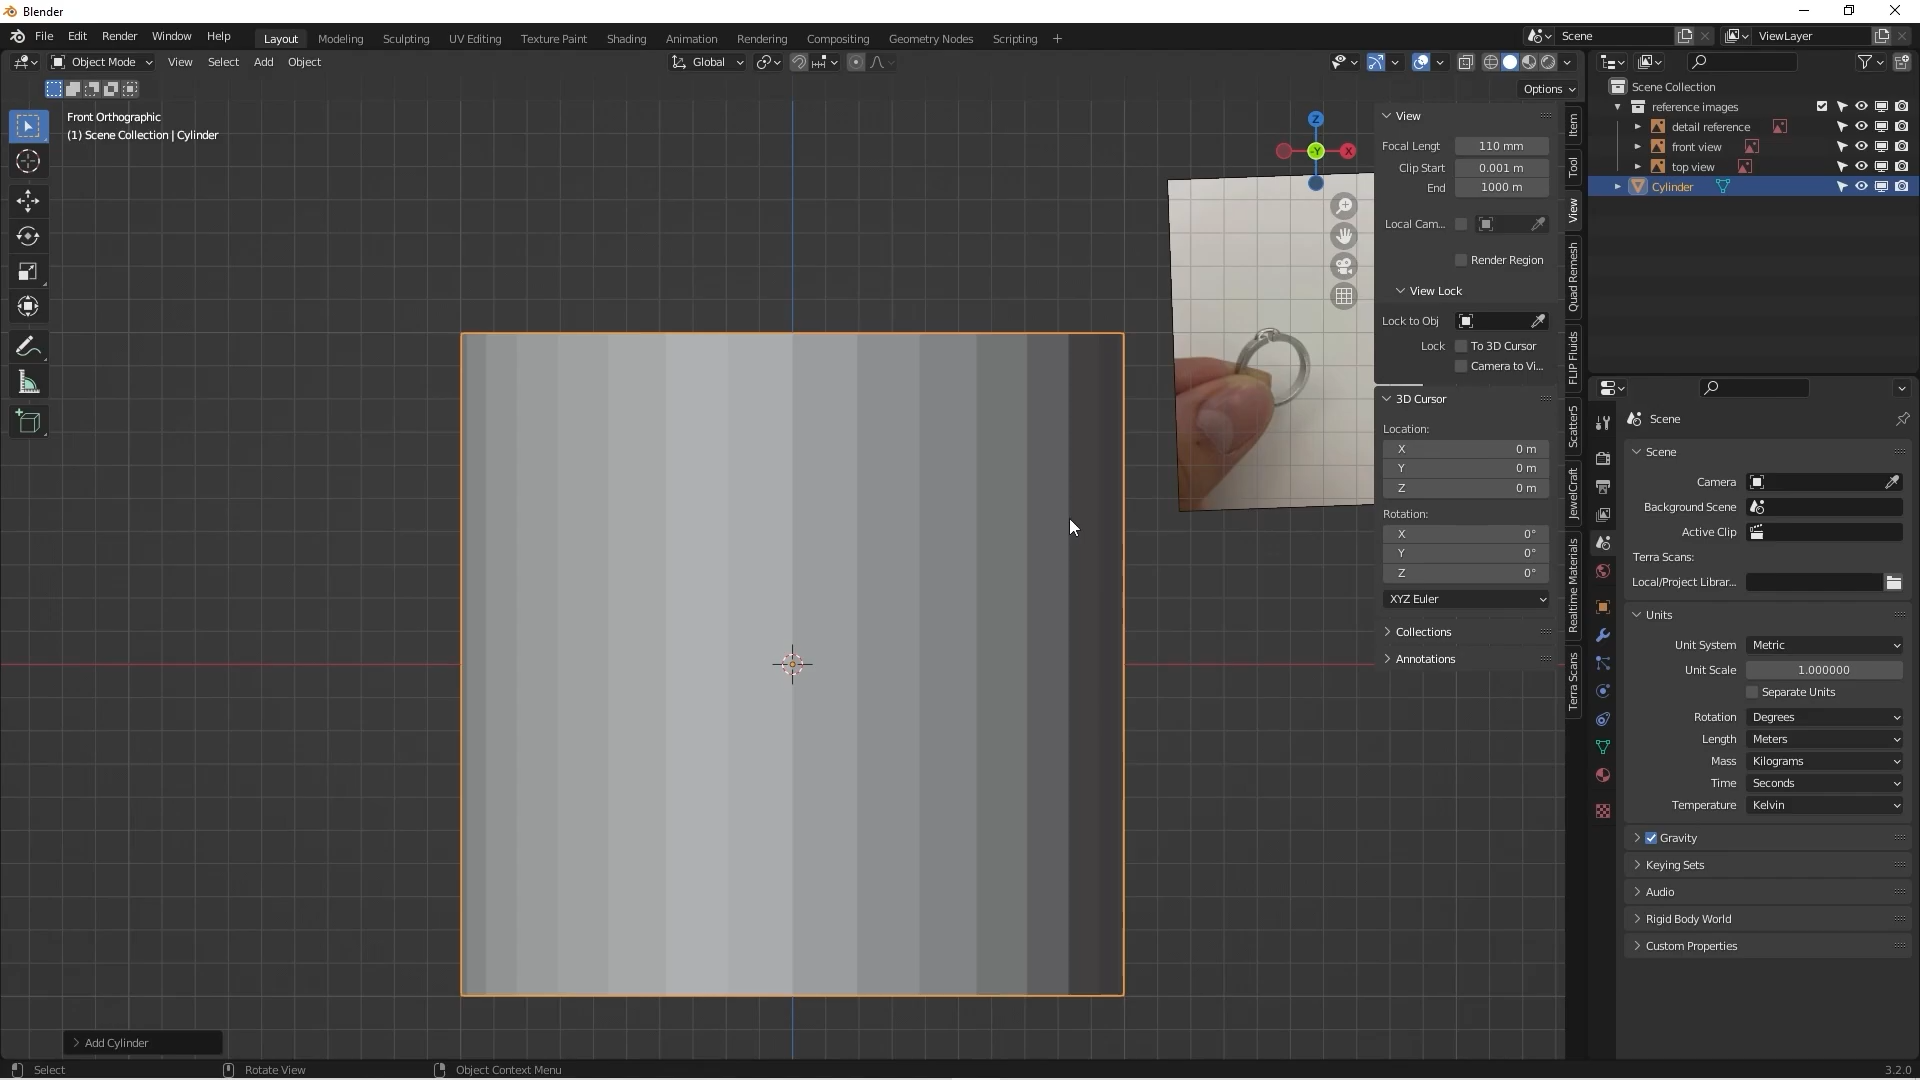 Blender
File Edit Render Window Help Layout Modeling Sculpting UV Editing Texture Paint Shading Animation Rendering Compositing Geometry Nodes Scripting + Scene ViewLayer
Object Mode View Select Add Object Global
Options
Front Orthographic
(1) Scene Collection | Cylinder
Z
-Y
X
View
Focal Lengt 110 mm
Clip Start 0.001 m
End 1000 m
Local Cam...
Render Region
View Lock
Lock to Obj
Lock To 3D Cursor
Camera to Vi...
3D Cursor
Location:
X 0 m
Y 0 m
Z 0 m
Rotation:
X 0°
Y 0°
Z 0°
XYZ Euler
Collections
Annotations
Item
Tool
View
Quad Remesh
FLIP Fluids
Scatter5
JewelCraft
Realtime Materials
Terra Scans
Scene Collection
reference images
detail reference
front view
top view
Cylinder
Scene
Scene
Camera
Background Scene
Active Clip
Terra Scans:
Local/Project Librar...
Units
Unit System Metric
Unit Scale 1.000000
Separate Units
Rotation Degrees
Length Meters
Mass Kilograms
Time Seconds
Temperature Kelvin
Gravity
Keying Sets
Audio
Rigid Body World
Custom Properties
Add Cylinder
Select Rotate View Object Context Menu 3.2.0